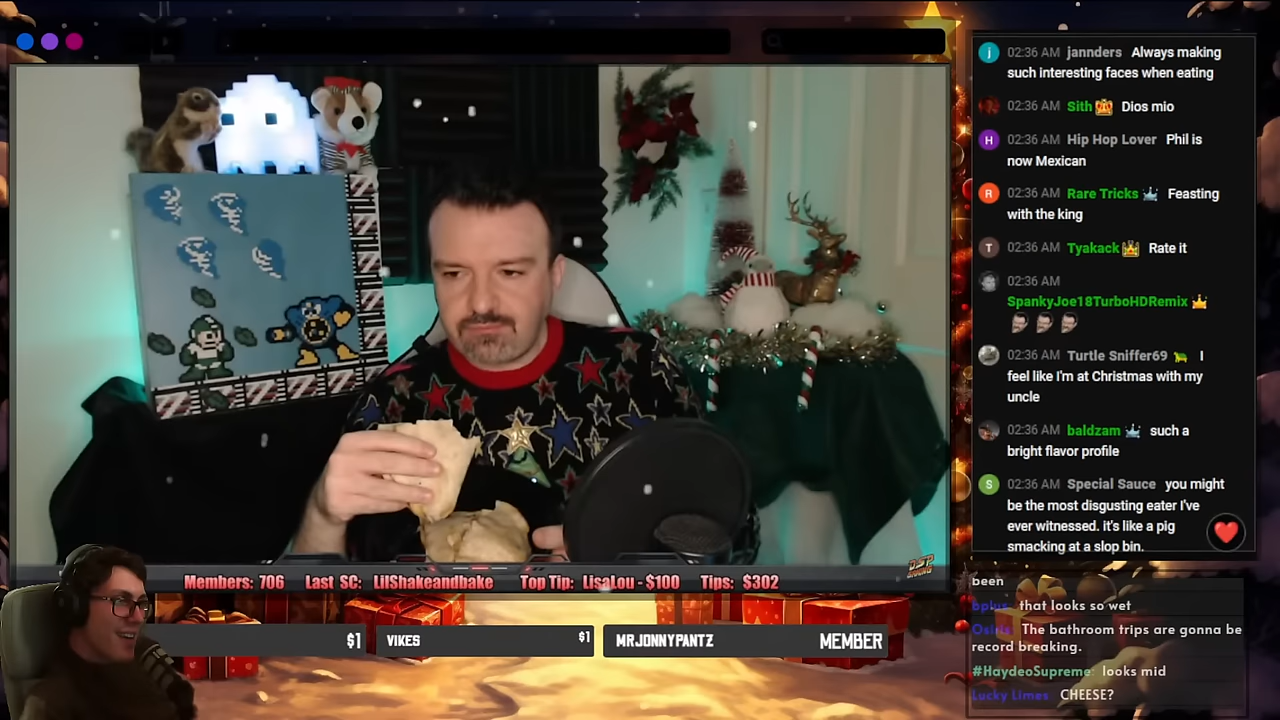 02:36 AM jannders Always making
such interesting faces when eating
02:36 AM Sith Dios mio
02:36 AM Hip Hop Lover Phil is
now Mexican
02:36 AM Rare Tricks Feasting
with the king
02:36 AM Tyakack Rate it
02:36 AM
SpankyJoe18TurboHDRemix
02:36 AM Turtle Sniffer69 I
feel like I'm at Christmas with my
uncle
02:36 AM baldzam such a
bright flavor profile
02:36 AM Special Sauce you might
be the most disgusting eater I've
ever witnessed. it's like a pig
smacking at a slop bin.
DSP
GAMING
Members: 706 Last SC: LilShakeandbake Top Tip: LisaLou - $100 Tips: $302
$1 VIKES $1 MRJONNYPANTZ MEMBER
been
bplus that looks so wet
Osiris The bathroom trips are gonna be
record breaking.
#HaydeoSupreme: looks mid
Lucky Limes CHEESE?